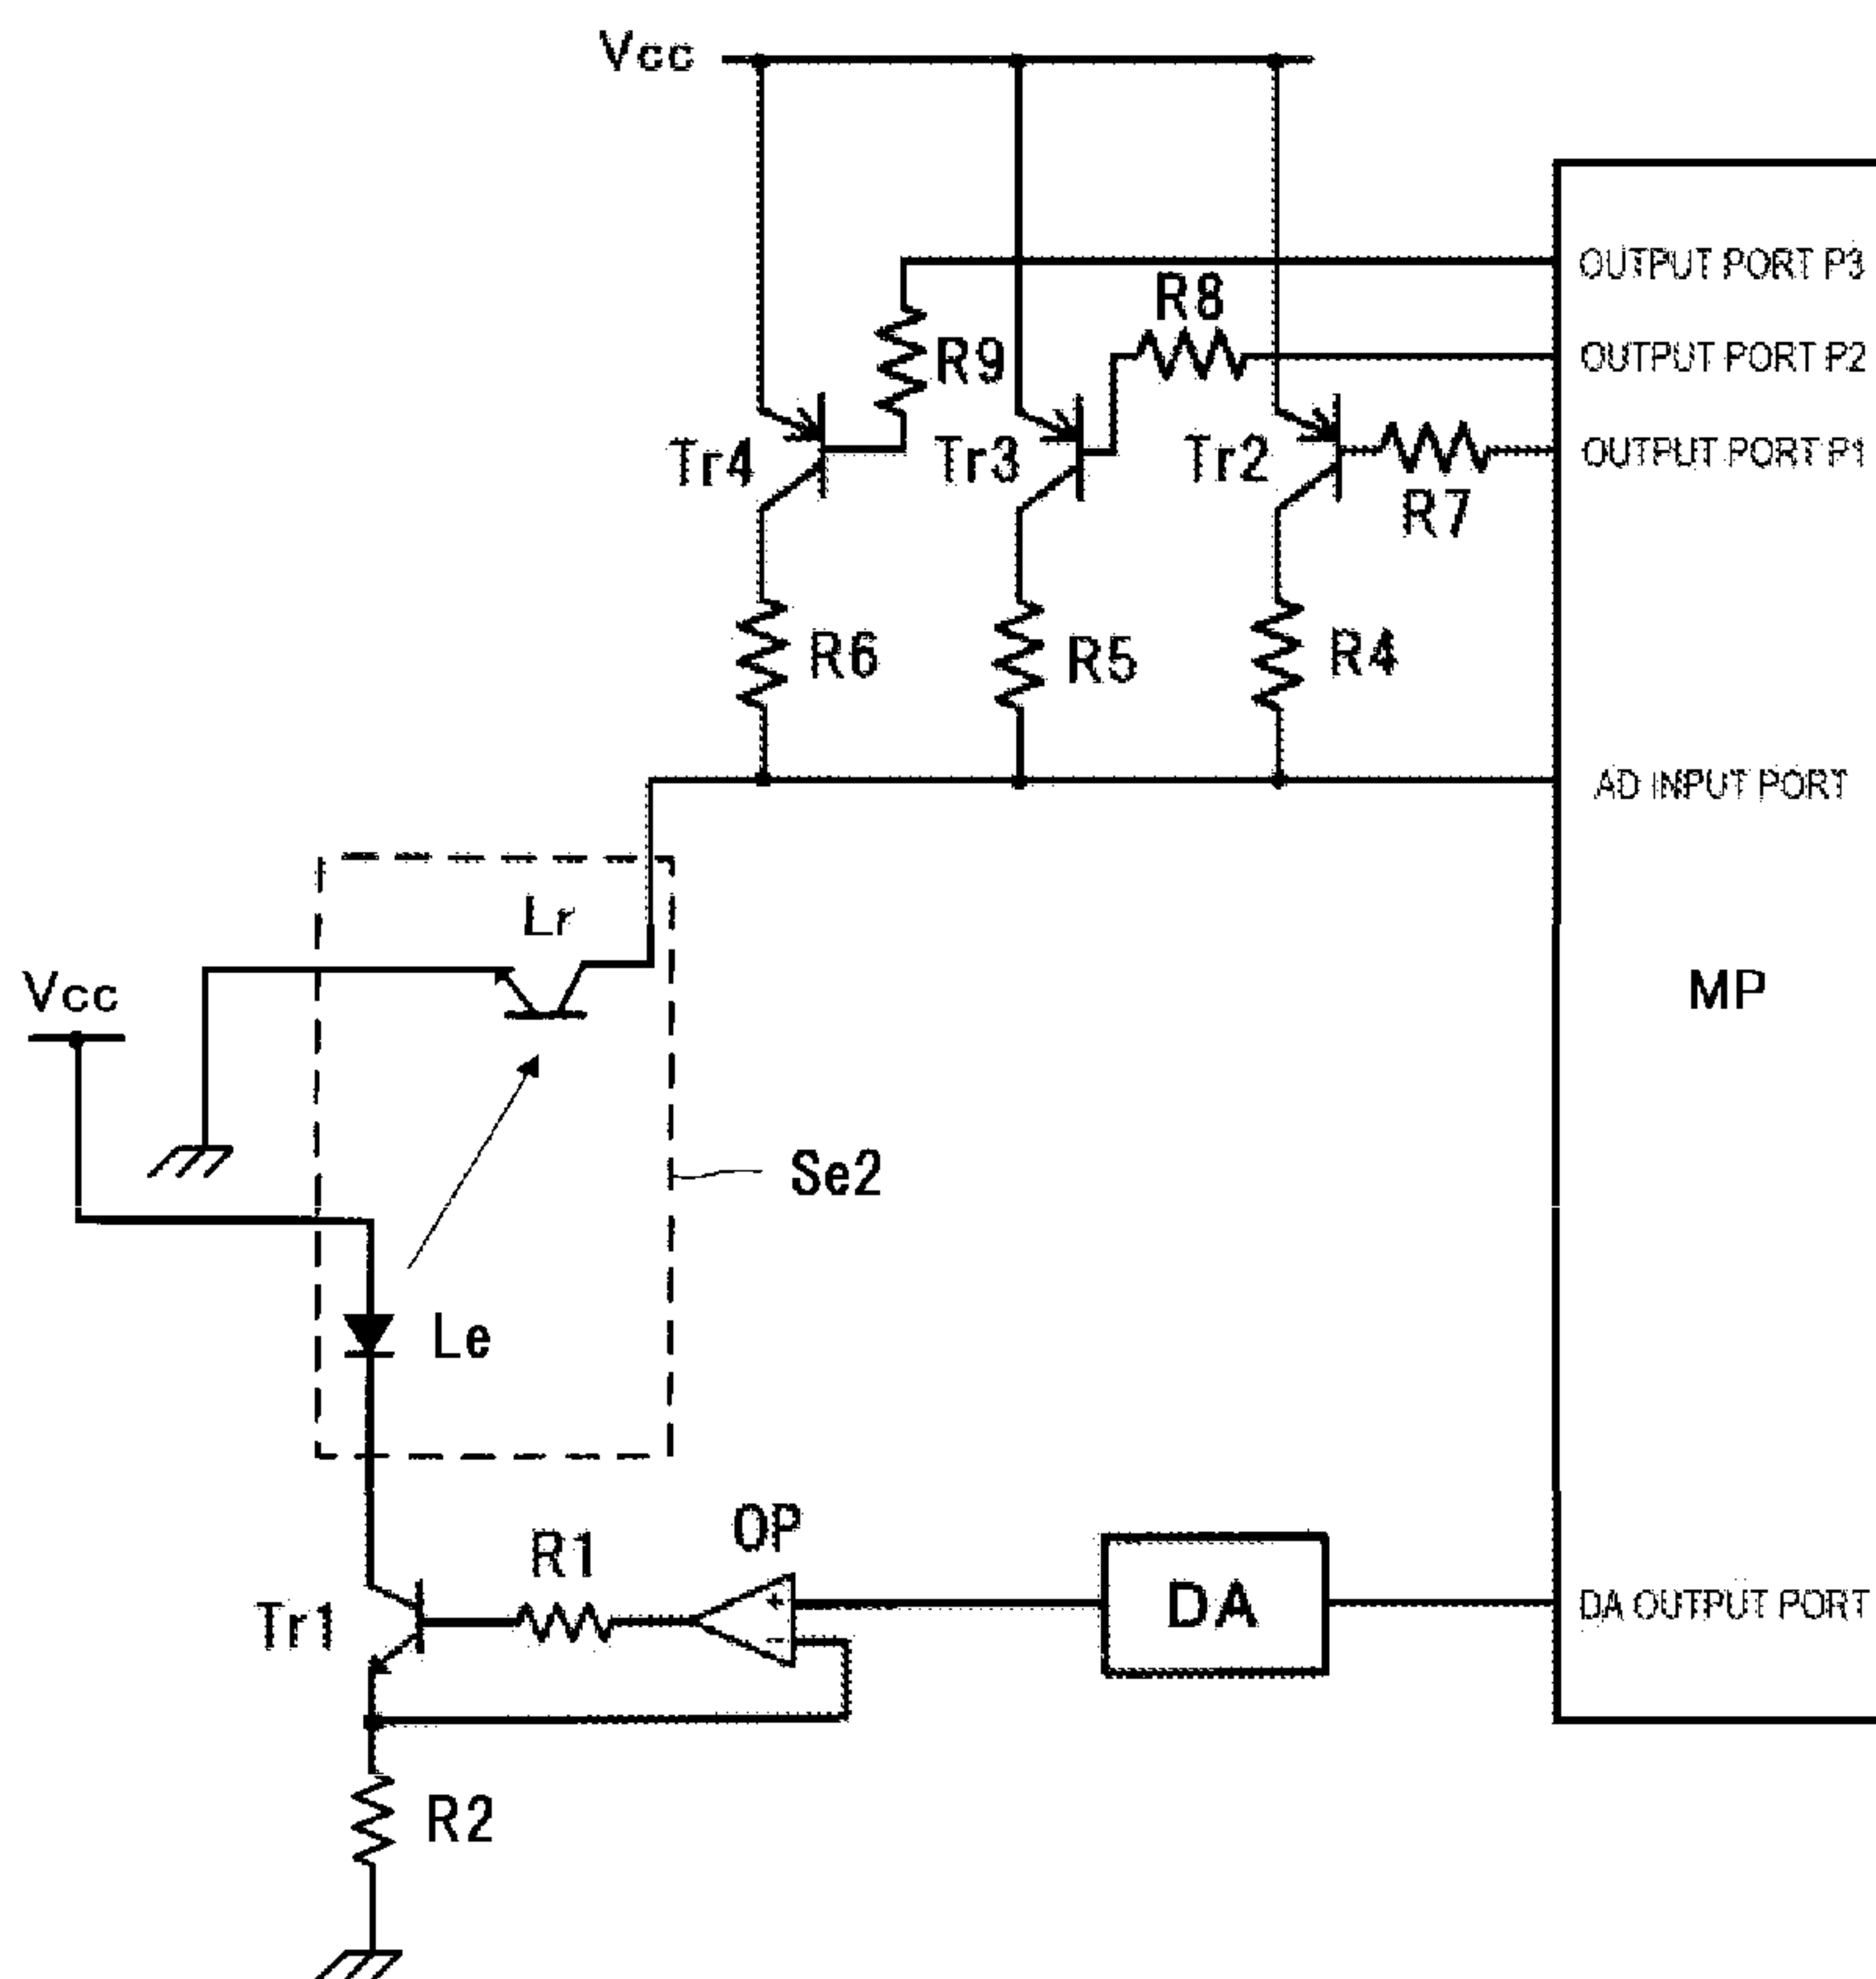 Vcc
OUTPUT PORT P3
R8
R9
OUTPUT PORT P2
Tr4
Tr3
Tr2
OUTPUT PORT P1
R7
R6
R5
R4
AD INPUT PORT
Lr
Vcc
MP
Se2
Le
OP
R1
+
DA
DA OUTPUT PORT
Tr1
-
R2